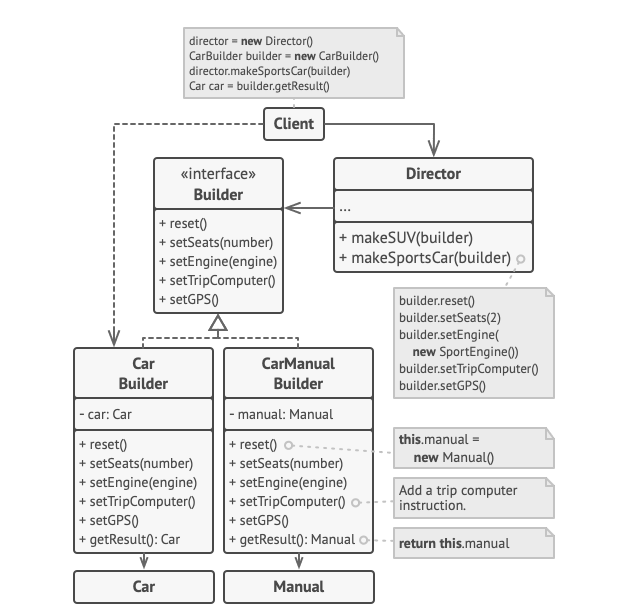 director = new Director()
CarBuilder builder = new CarBuilder()
director.makeSportsCar(builder)
Car car = builder.getResult()
Client
«interface»
Builder
+ reset()
+ setSeats(number)
+ setEngine(engine)
+ setTripComputer()
+ setGPS()
Director
...
+ makeSUV(builder)
+ makeSportsCar(builder)
builder.reset()
builder.setSeats(2)
builder.setEngine(
new SportEngine())
builder.setTripComputer()
builder.setGPS()
Car
Builder
- car: Car
+ reset()
+ setSeats(number)
+ setEngine(engine)
+ setTripComputer()
+ setGPS()
+ getResult(): Car
CarManual
Builder
- manual: Manual
+ reset()
+ setSeats(number)
+ setEngine(engine)
+ setTripComputer()
+ setGPS()
+ getResult(): Manual
this.manual =
new Manual()
Add a trip computer
instruction.
return this.manual
Car
Manual